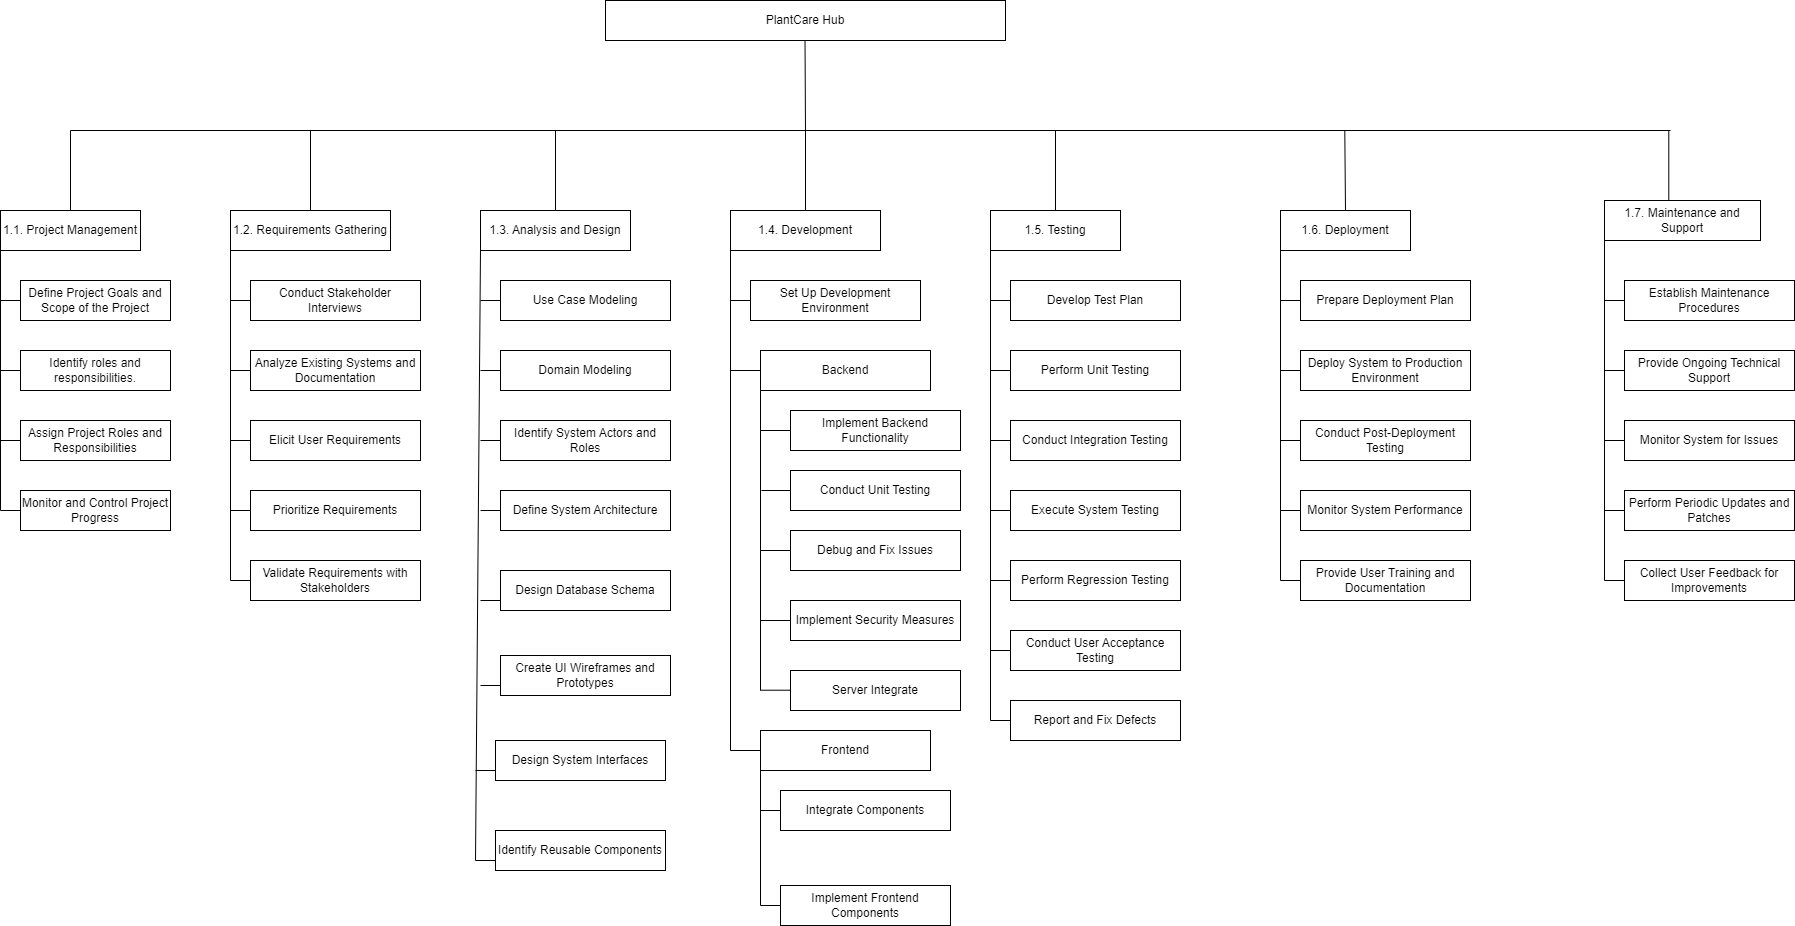 PlantCare Hub
1.1. Project Management
Define Project Goals and
Scope of the Project
Identify roles and
responsibilities.
Assign Project Roles and
Responsibilities
Monitor and Control Project
Progress
1.2. Requirements Gathering
Conduct Stakeholder
Interviews
Analyze Existing Systems and
Documentation
Elicit User Requirements
Prioritize Requirements
Validate Requirements with
Stakeholders
1.3. Analysis and Design
Use Case Modeling
Domain Modeling
Identify System Actors and
Roles
Define System Architecture
Design Database Schema
Create UI Wireframes and
Prototypes
Design System Interfaces
Identify Reusable Components
1.4. Development
Set Up Development
Environment
Backend
Implement Backend
Functionality
Conduct Unit Testing
Debug and Fix Issues
Implement Security Measures
Server Integrate
Frontend
Integrate Components
Implement Frontend
Components
1.5. Testing
Develop Test Plan
Perform Unit Testing
Conduct Integration Testing
Execute System Testing
Perform Regression Testing
Conduct User Acceptance
Testing
Report and Fix Defects
1.6. Deployment
Prepare Deployment Plan
Deploy System to Production
Environment
Conduct Post-Deployment
Testing
Monitor System Performance
Provide User Training and
Documentation
1.7. Maintenance and
Support
Establish Maintenance
Procedures
Provide Ongoing Technical
Support
Monitor System for Issues
Perform Periodic Updates and
Patches
Collect User Feedback for
Improvements